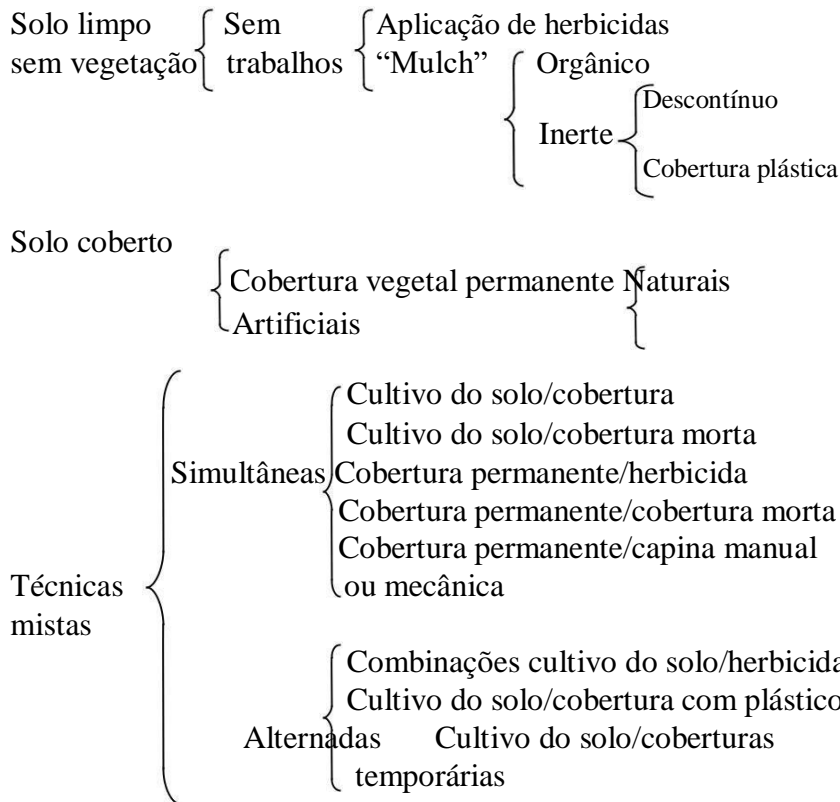 Solo limpo Sem Aplicação de herbicidas
sem vegetação trabalhos “Mulch” Orgânico
Descontínuo
Inerte
Cobertura plástica
Solo coberto
Cobertura vegetal permanente Naturais
Artificiais
Cultivo do solo/cobertura
Cultivo do solo/cobertura morta
Simultâneas Cobertura permanente/herbicida
Cobertura permanente/cobertura morta
Cobertura permanente/capina manual
ou mecânica
Técnicas
mistas
Combinações cultivo do solo/herbicida
Cultivo do solo/cobertura com plástico
Alternadas Cultivo do solo/coberturas
temporárias